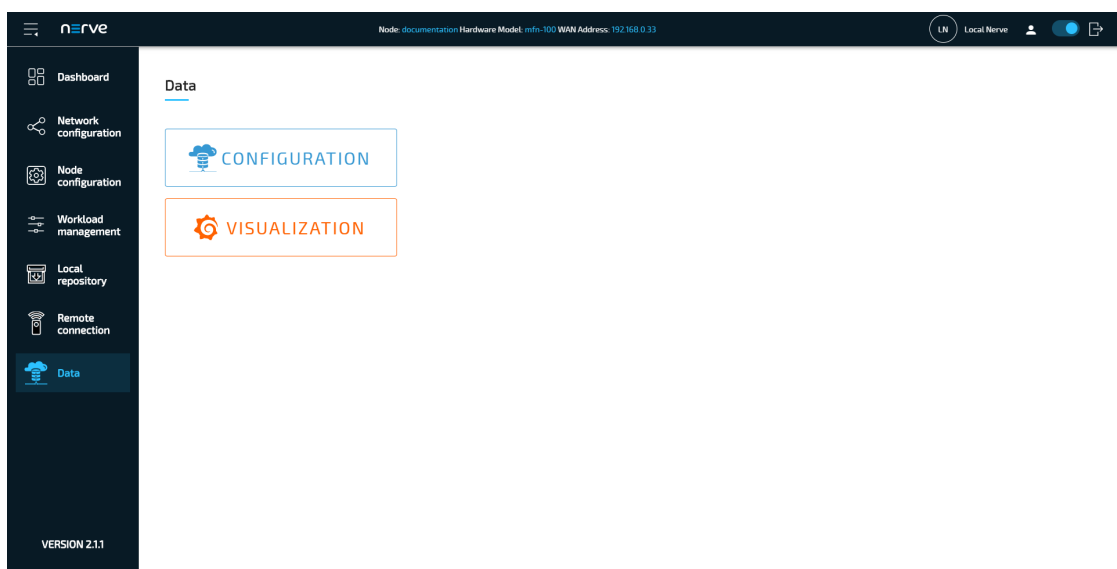 nerve
Node: documentation Hardware Model: mfn-100 WAN Address: 192.168.0.33
LN
Local Nerve
Dashboard
Network
configuration
Node
configuration
Workload
management
Local
repository
Remote
connection
Data
VERSION 2.1.1
Data
CONFIGURATION
VISUALIZATION